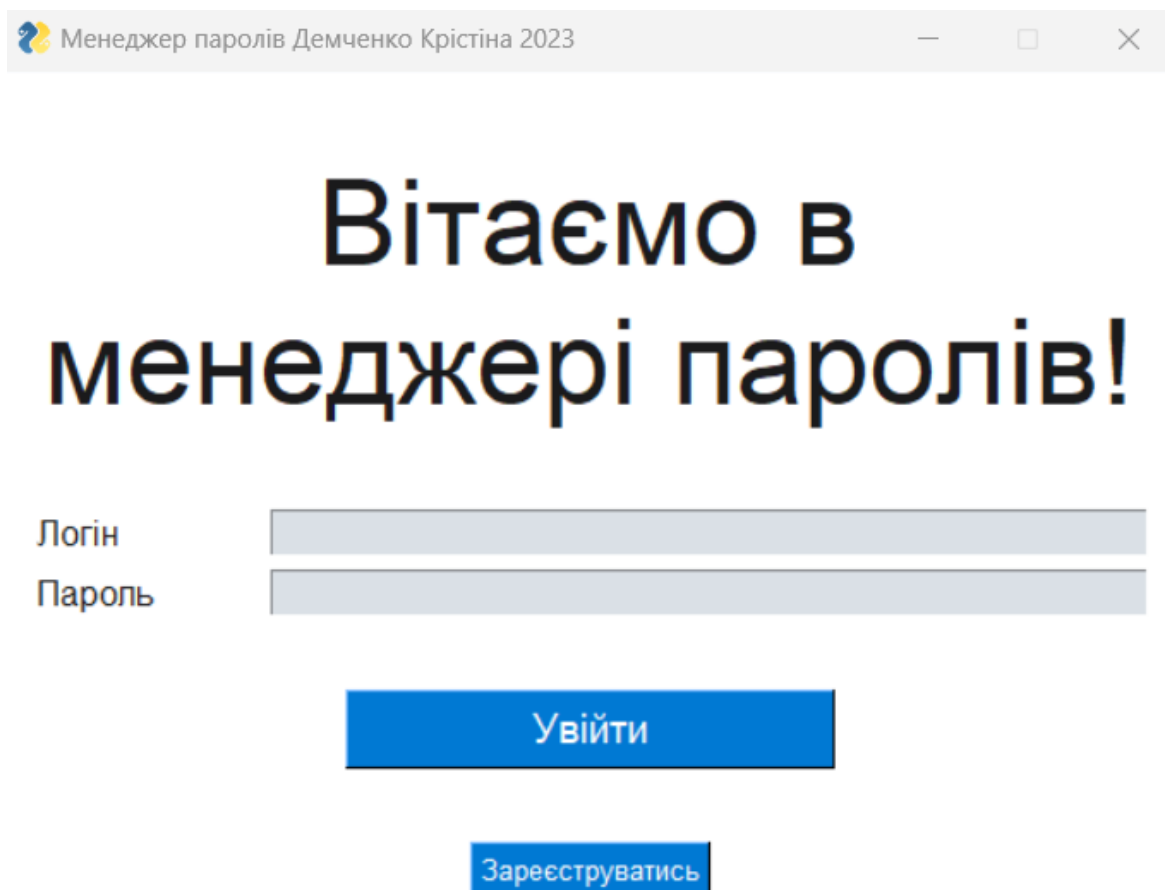 Менеджер паролів Демченко Крістіна 2023
Вітаємо в
менеджері паролів!
Логін
Пароль
Увійти
Зареєструватись